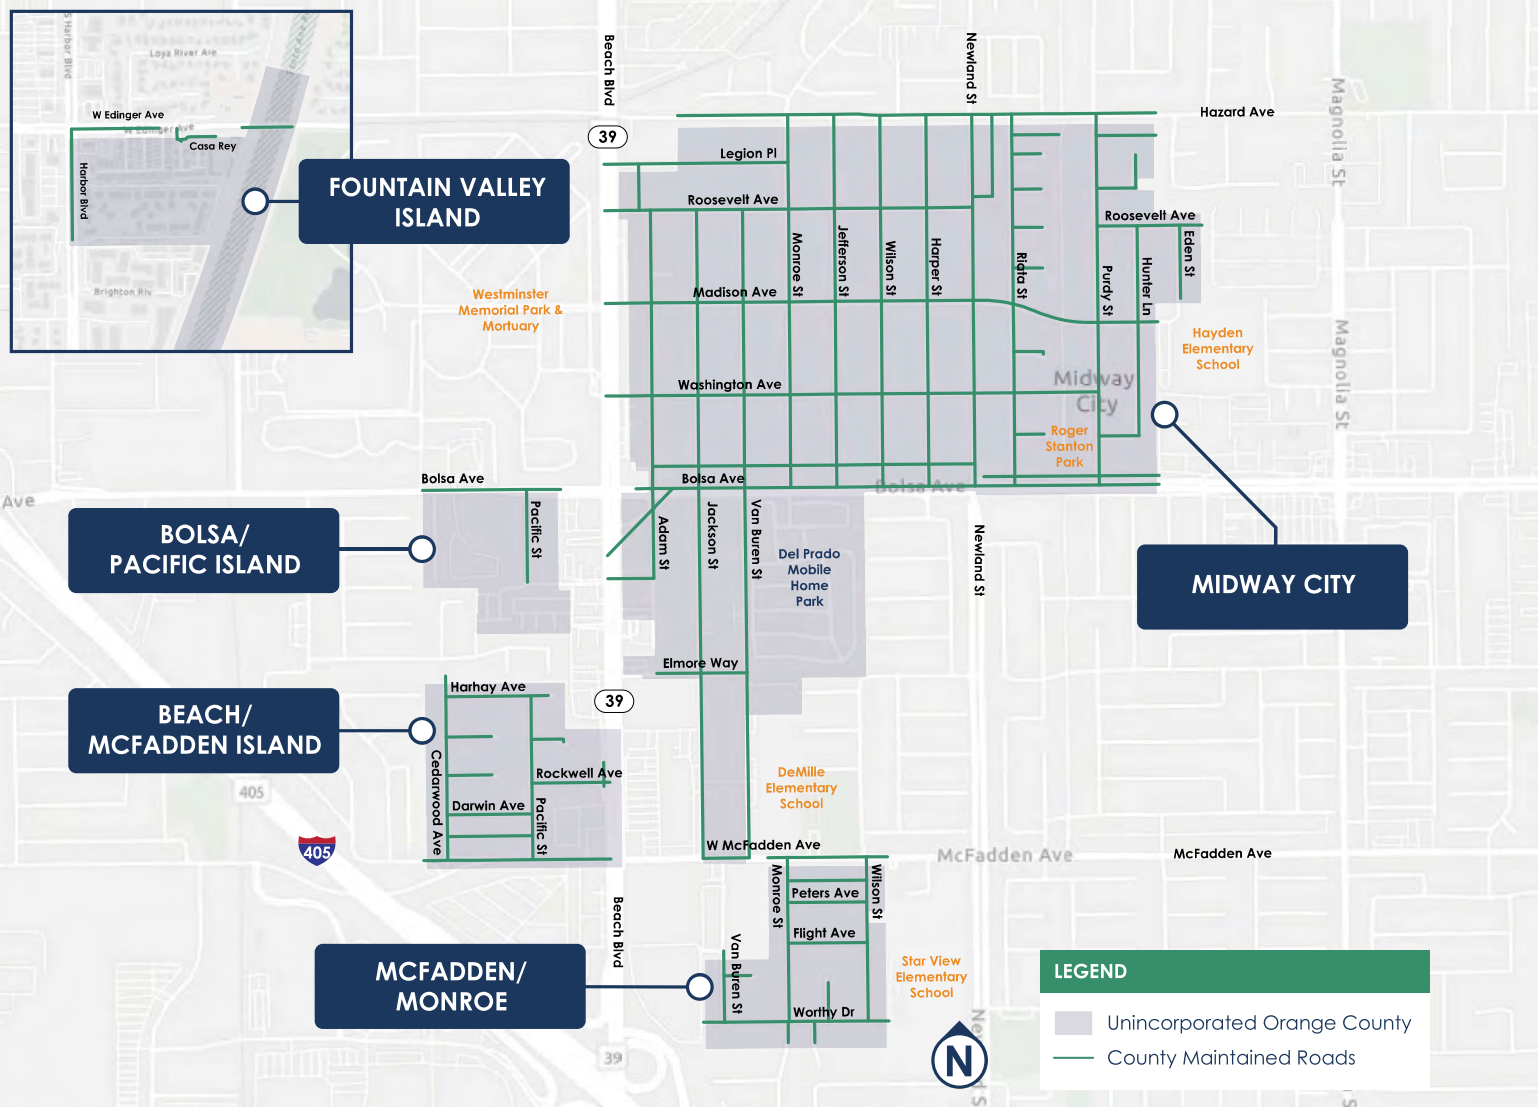 S Harbor Blvd
Loya River Ave
W Edinger Ave
W Edinger Ave
Casa Rey
Harbor Blvd
Brighton Riv
FOUNTAIN VALLEY
ISLAND
Beach Blvd
39
Newland St
Hazard Ave
Magnolia St
Legion Pl
Roosevelt Ave
Roosevelt Ave
Monroe St
Jefferson St
Wilson St
Harper St
Riata St
Purdy St
Hunter Ln
Eden St
Westminster
Memorial Park &
Mortuary
Madison Ave
Hayden
Elementary
School
Magnolia St
Washington Ave
Midway
City
Roger
Stanton
Park
Bolsa Ave
Bolsa Ave
Bolsa Ave
Ave
BOLSA/
PACIFIC ISLAND
Pacific St
Adam St
Jackson St
Van Buren St
Del Prado
Mobile
Home
Park
Newland St
MIDWAY CITY
Elmore Way
BEACH/
MCFADDEN ISLAND
Harhay Ave
39
Cedarwood Ave
Rockwell Ave
Darwin Ave
Pacific St
DeMille
Elementary
School
405
405
W McFadden Ave
McFadden Ave
McFadden Ave
Monroe St
Peters Ave
Wilson St
Flight Ave
Beach Blvd
Van Buren St
Star View
Elementary
School
MCFADDEN/
MONROE
Worthy Dr
39
N
LEGEND
Unincorporated Orange County
County Maintained Roads